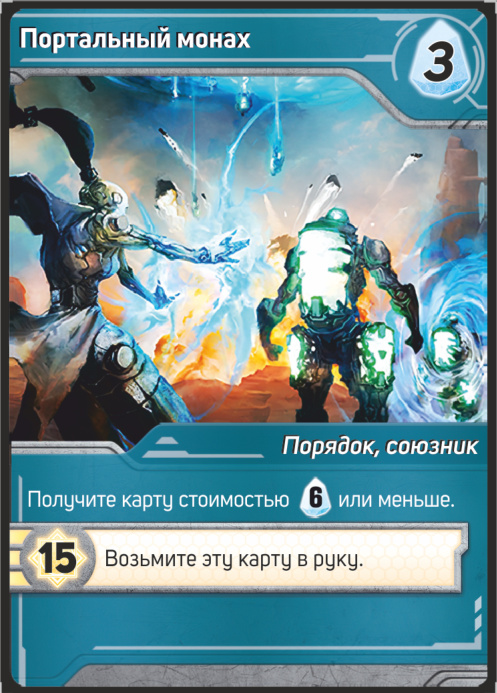 Портальный монах
3
Порядок, союзник
Получите карту стоимостью 6 или меньше.
15 Возьмите эту карту в руку.